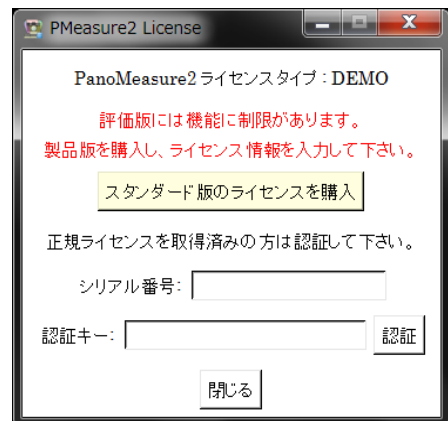 PMeasure2 License
PanoMeasure2 ライセンスタイプ：DEMO
評価版には機能に制限があります。
製品版を購入し、ライセンス情報を入力して下さい。
スタンダード版のライセンスを購入
正規ライセンスを取得済みの方は認証して下さい。
シリアル番号:
認証キー: 認証
閉じる